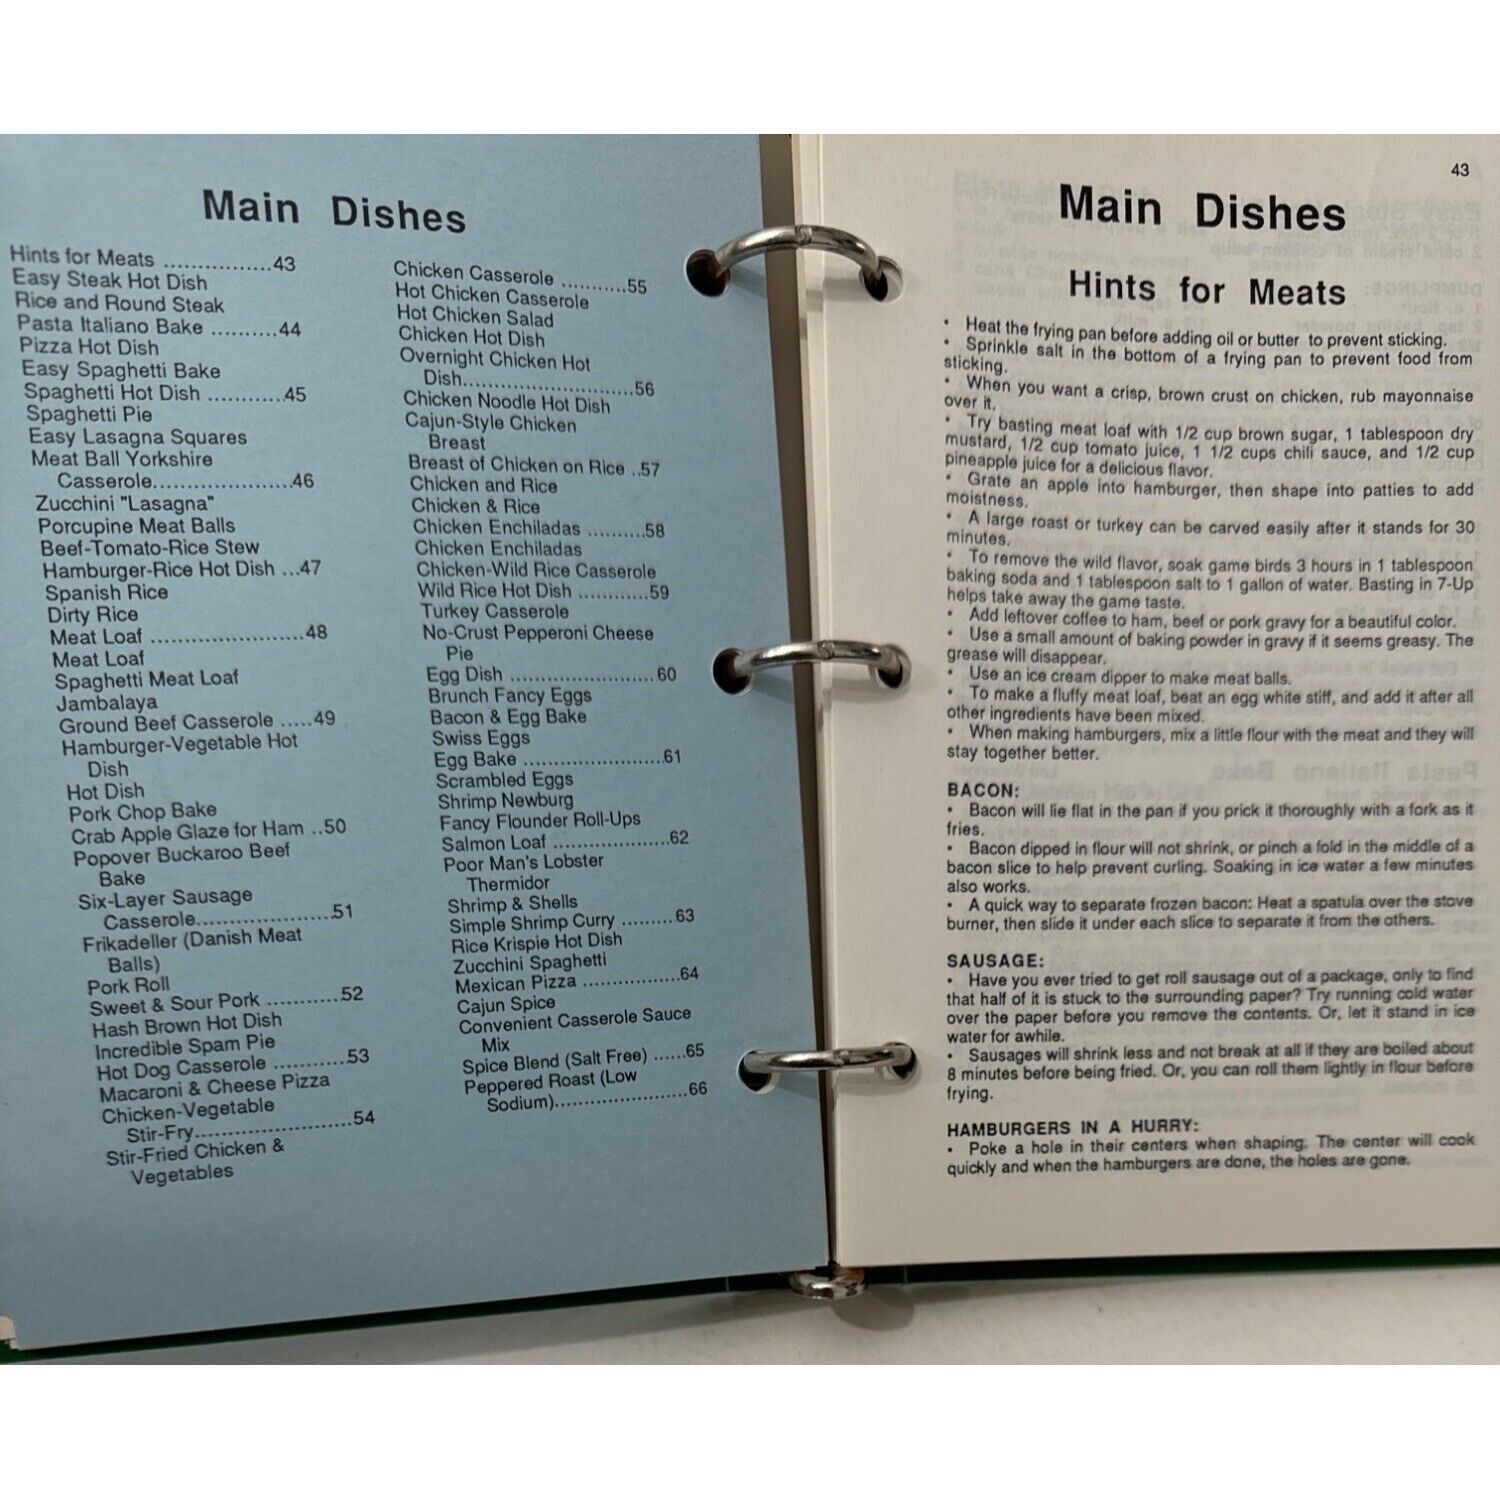 Main Dishes
Hints for Meats ................43
Easy Steak Hot Dish
Rice and Round Steak
Pasta Italiano Bake ..........44
Pizza Hot Dish
Easy Spaghetti Bake
Spaghetti Hot Dish ............45
Spaghetti Pie
Easy Lasagna Squares
Meat Ball Yorkshire
Casserole.....................46
Zucchini "Lasagna"
Porcupine Meat Balls
Beef-Tomato-Rice Stew
Hamburger-Rice Hot Dish ...47
Spanish Rice
Dirty Rice
Meat Loaf .......................48
Meat Loaf
Spaghetti Meat Loaf
Jambalaya
Ground Beef Casserole .....49
Hamburger-Vegetable Hot
Dish
Hot Dish
Pork Chop Bake
Crab Apple Glaze for Ham ..50
Popover Buckaroo Beef
Bake
Six-Layer Sausage
Casserole.....................51
Frikadeller (Danish Meat
Balls)
Pork Roll
Sweet & Sour Pork ...........52
Hash Brown Hot Dish
Incredible Spam Pie
Hot Dog Casserole ............53
Macaroni & Cheese Pizza
Chicken-Vegetable
Stir-Fry........................54
Stir-Fried Chicken &
Vegetables
Chicken Casserole ...........55
Hot Chicken Casserole
Hot Chicken Salad
Chicken Hot Dish
Overnight Chicken Hot
Dish..........................56
Chicken Noodle Hot Dish
Cajun-Style Chicken
Breast
Breast of Chicken on Rice ..57
Chicken and Rice
Chicken & Rice
Chicken Enchiladas ..........58
Chicken Enchiladas
Chicken-Wild Rice Casserole
Wild Rice Hot Dish ............59
Turkey Casserole
No-Crust Pepperoni Cheese
Pie
Egg Dish ........................60
Brunch Fancy Eggs
Bacon & Egg Bake
Swiss Eggs
Egg Bake .......................61
Scrambled Eggs
Shrimp Newburg
Fancy Flounder Roll-Ups
Salmon Loaf ....................62
Poor Man's Lobster
Thermidor
Shrimp & Shells
Simple Shrimp Curry .........63
Rice Krispie Hot Dish
Zucchini Spaghetti
Mexican Pizza .................64
Cajun Spice
Convenient Casserole Sauce
Mix
Spice Blend (Salt Free) ......65
Peppered Roast (Low
Sodium).......................66
43
Main Dishes
Hints for Meats
• Heat the frying pan before adding oil or butter to prevent sticking.
• Sprinkle salt in the bottom of a frying pan to prevent food from
sticking.
• When you want a crisp, brown crust on chicken, rub mayonnaise
over it.
• Try basting meat loaf with 1/2 cup brown sugar, 1 tablespoon dry
mustard, 1/2 cup tomato juice, 1 1/2 cups chili sauce, and 1/2 cup
pineapple juice for a delicious flavor.
• Grate an apple into hamburger, then shape into patties to add
moistness.
• A large roast or turkey can be carved easily after it stands for 30
minutes.
• To remove the wild flavor, soak game birds 3 hours in 1 tablespoon
baking soda and 1 tablespoon salt to 1 gallon of water. Basting in 7-Up
helps take away the game taste.
• Add leftover coffee to ham, beef or pork gravy for a beautiful color.
• Use a small amount of baking powder in gravy if it seems greasy. The
grease will disappear.
• Use an ice cream dipper to make meat balls.
• To make a fluffy meat loaf, beat an egg white stiff, and add it after all
other ingredients have been mixed.
• When making hamburgers, mix a little flour with the meat and they will
stay together better.
BACON:
• Bacon will lie flat in the pan if you prick it thoroughly with a fork as it
fries.
• Bacon dipped in flour will not shrink, or pinch a fold in the middle of a
bacon slice to help prevent curling. Soaking in ice water a few minutes
also works.
• A quick way to separate frozen bacon: Heat a spatula over the stove
burner, then slide it under each slice to separate it from the others.
SAUSAGE:
• Have you ever tried to get roll sausage out of a package, only to find
that half of it is stuck to the surrounding paper? Try running cold water
over the paper before you remove the contents. Or, let it stand in ice
water for awhile.
• Sausages will shrink less and not break at all if they are boiled about
8 minutes before being fried. Or, you can roll them lightly in flour before
frying.
HAMBURGERS IN A HURRY:
• Poke a hole in their centers when shaping. The center will cook
quickly and when the hamburgers are done, the holes are gone.